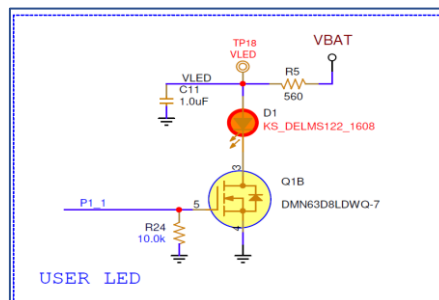 TP18
VLED
VBAT
VLED
R5
C11
1.0uF
560
D1
KS_DELMS122_1608
3
Q1B
P1_1
5
DMN63D8LDWQ-7
R24
4
10.0k
USER LED